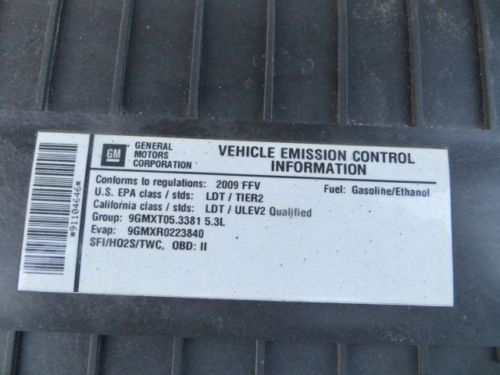 GM
GENERAL
MOTORS
CORPORATION
VEHICLE EMISSION CONTROL
INFORMATION
Conforms to regulations: 2009 FFV Fuel: Gasoline/Ethanol
U.S. EPA class / stds: LDT / TIER2
California class / stds: LDT / ULEV2 Qualified
Group: 9GMXT05.3381 5.3L
Evap: 9GMXR0223840
SFI/HO2S/TWC, OBD: II
*91104646*